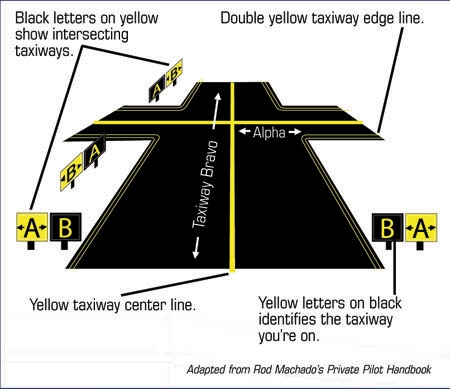 Black letters on yellow
show intersecting
taxiways.
Double yellow taxiway edge line.
A B
Alpha
B A
Taxiway Bravo
A B
B A
Yellow taxiway center line.
Yellow letters on black
identifies the taxiway
you're on.
Adapted from Rod Machado's Private Pilot Handbook